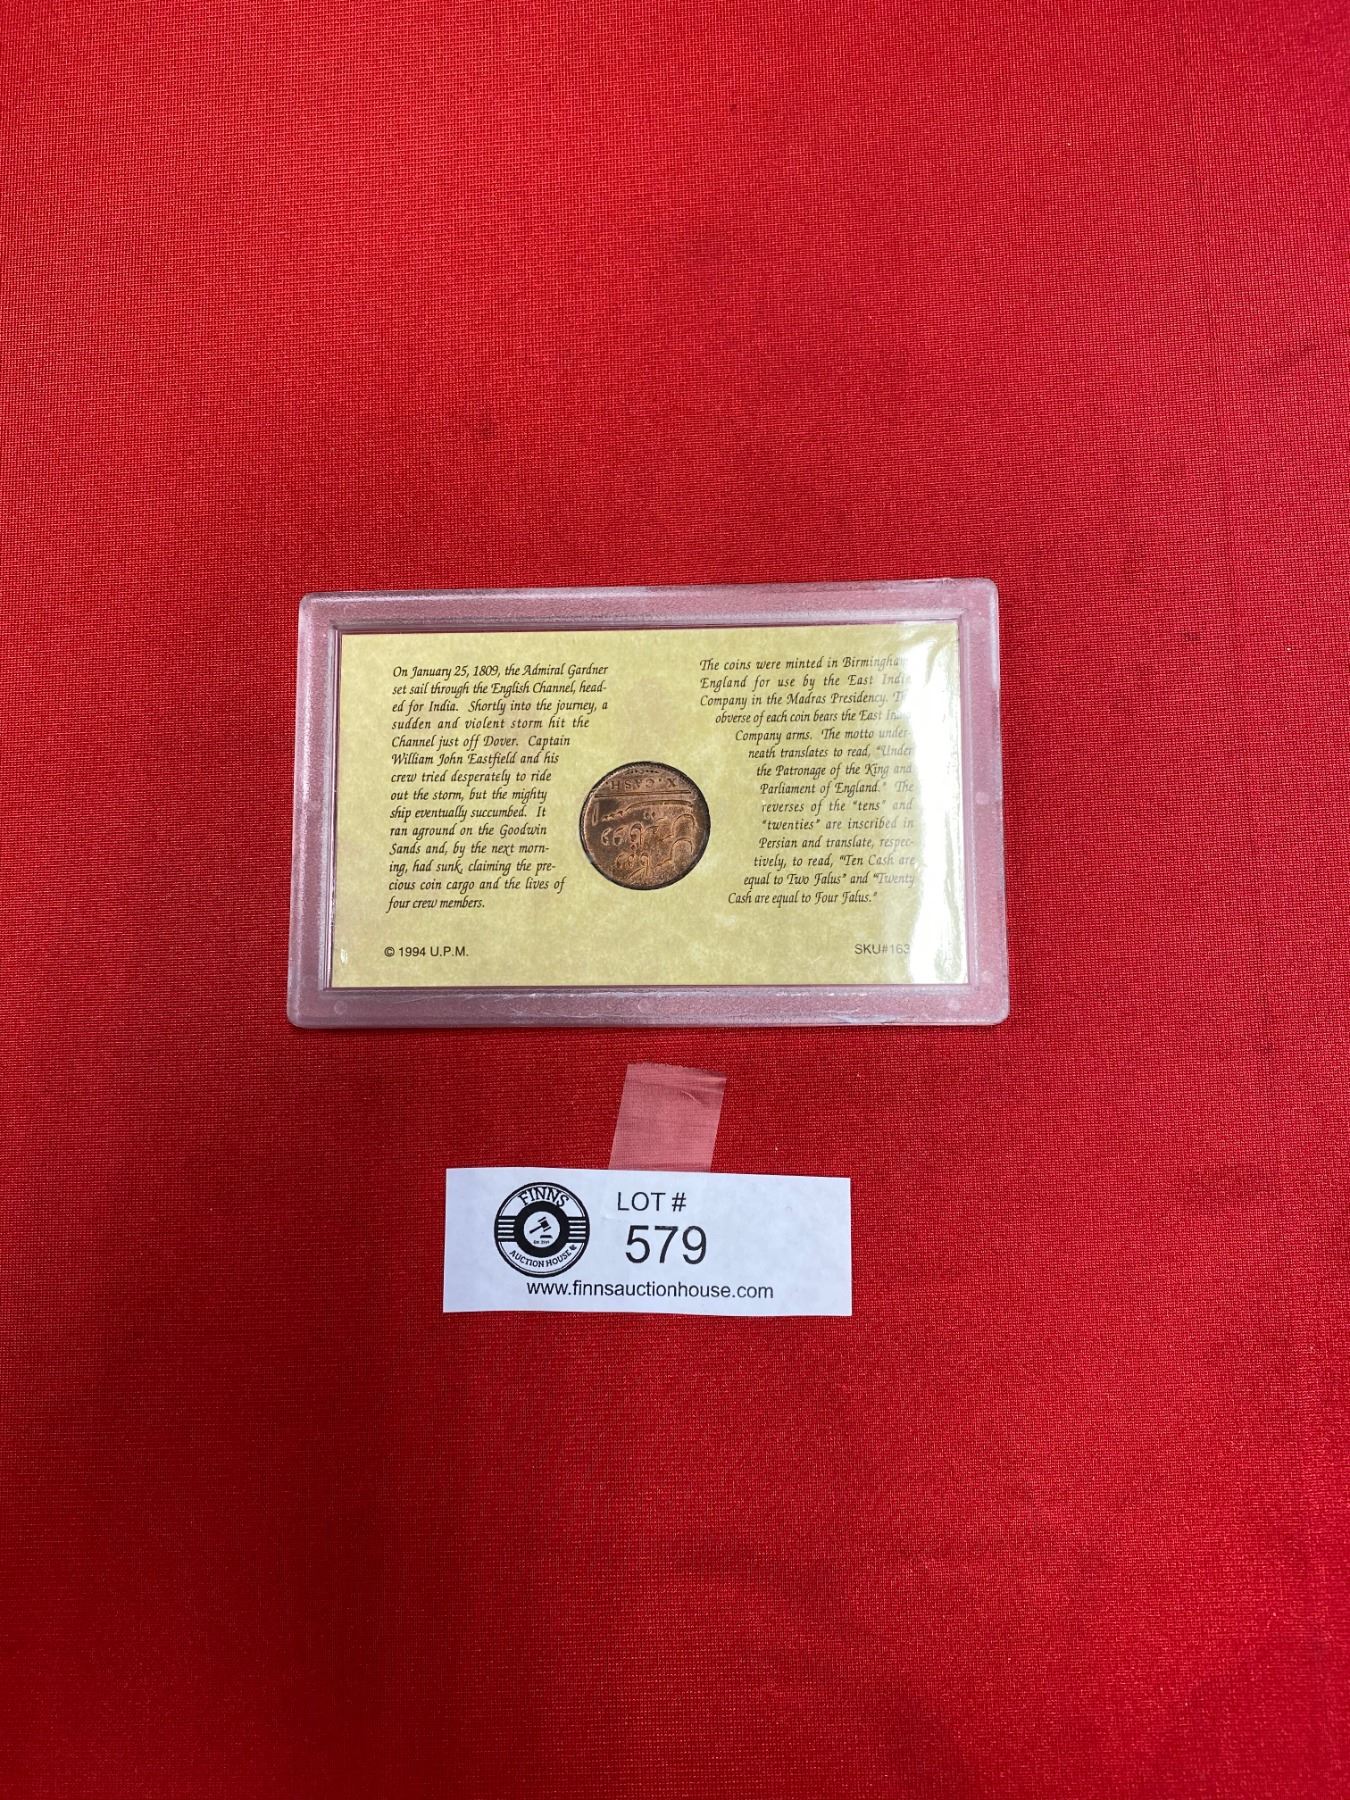 On January 25, 1809, the Admiral Gardner
set sail through the English Channel, head-
ed for India. Shortly into the journey, a
sudden and violent storm hit the
Channel just off Dover. Captain
William John Eastfield and his
crew tried desperately to ride
out the storm, but the mighty
ship eventually succumbed. It
ran aground on the Goodwin
Sands and, by the next morn-
ing, had sunk, claiming the pre-
cious coin cargo and the lives of
four crew members.
© 1994 U.P.M.
The coins were minted in Birmingham
England for use by the East India
Company in the Madras Presidency.
obverse of each coin bears the East India
Company arms. The motto under-
neath translates to read, "Under
the Patronage of the King and
Parliament of England." The
reverses of the "tens" and
"twenties" are inscribed in
Persian and translate, respec-
tively, to read, "Ten Cash are
equal to Two Falus" and "Twenty
Cash are equal to Four Falus."
SKU#163
X. CASH
FINNS
AUCTION HOUSE
LOT #
579
www.finnsauctionhouse.com